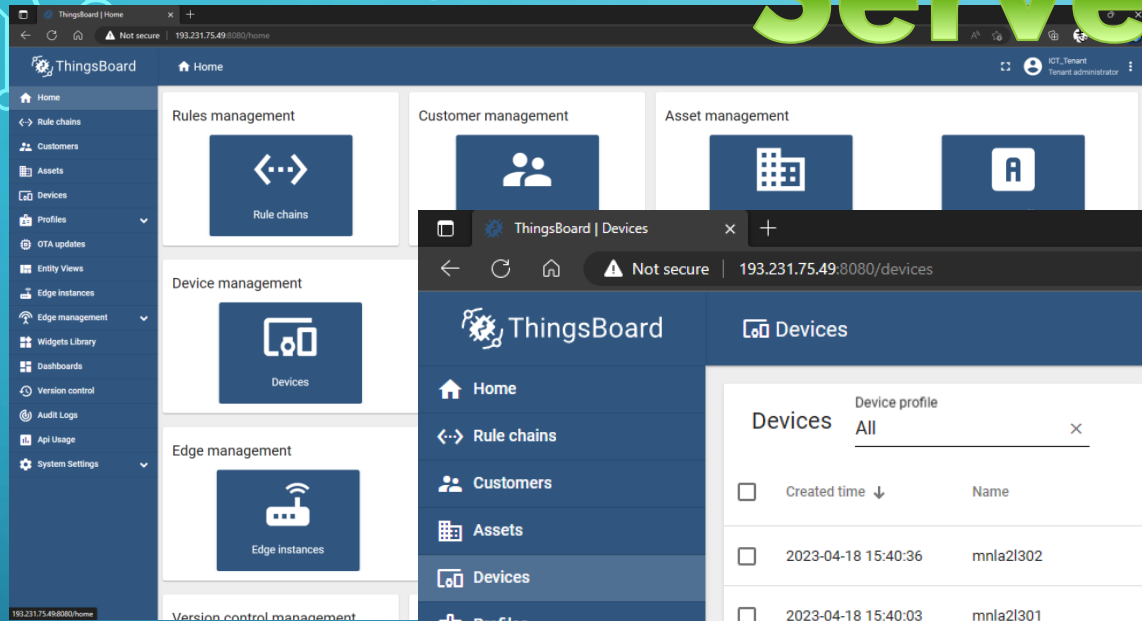 Serve
ThingsBoard | Home
Not secure | 193.231.75.49:8080/home
ThingsBoard
Home
ICT_Tenant
Tenant administrator
Home
Rule chains
Customers
Assets
Devices
Profiles
OTA updates
Entity Views
Edge instances
Edge management
Widgets Library
Dashboards
Version control
Audit Logs
Api Usage
System Settings
193.231.75.49:8080/home
Rules management
Rule chains
Customer management
Asset management
Device management
Devices
Edge management
Edge instances
Version control management
ThingsBoard | Devices
Not secure | 193.231.75.49:8080/devices
ThingsBoard
Devices
Home
Rule chains
Customers
Assets
Devices
Profiles
Devices
Device profile
All
Created time
Name
2023-04-18 15:40:36
mnla2l302
2023-04-18 15:40:03
mnla2l301